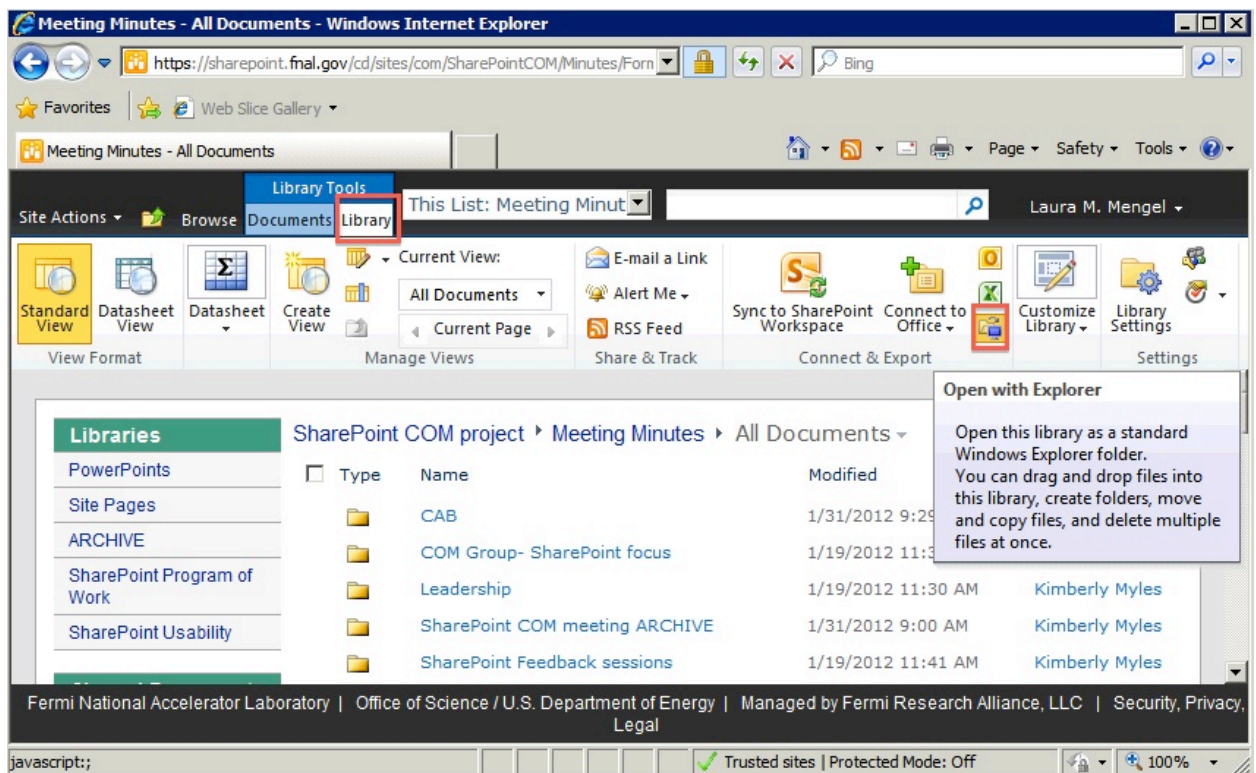 Meeting Minutes - All Documents - Windows Internet Explorer
https://sharepoint.fnal.gov/cd/sites/com/SharePointCOM/Minutes/Forn
Bing
Favorites
Web Slice Gallery
Meeting Minutes - All Documents
Page
Safety
Tools
Library Tools
Site Actions
Browse
Documents
Library
This List: Meeting Minut
Laura M. Mengel
Standard View
Datasheet View
Datasheet
Create View
Current View:
All Documents
Current Page
E-mail a Link
Alert Me
RSS Feed
Sync to SharePoint Workspace
Connect to Office
Customize Library
Library Settings
View Format
Manage Views
Share & Track
Connect & Export
Settings
Open with Explorer
Open this library as a standard
Windows Explorer folder.
You can drag and drop files into
this library, create folders, move
and copy files, and delete multiple
files at once.
Libraries
PowerPoints
Site Pages
ARCHIVE
SharePoint Program of
Work
SharePoint Usability
SharePoint COM project
Meeting Minutes
All Documents
Type Name Modified
CAB 1/31/2012 9:29
COM Group- SharePoint focus 1/19/2012 11:3
Leadership 1/19/2012 11:30 AM Kimberly Myles
SharePoint COM meeting ARCHIVE 1/31/2012 9:00 AM Kimberly Myles
SharePoint Feedback sessions 1/19/2012 11:41 AM Kimberly Myles
Fermi National Accelerator Laboratory | Office of Science / U.S. Department of Energy | Managed by Fermi Research Alliance, LLC | Security, Privacy,
Legal
javascript:;
Trusted sites | Protected Mode: Off
100%